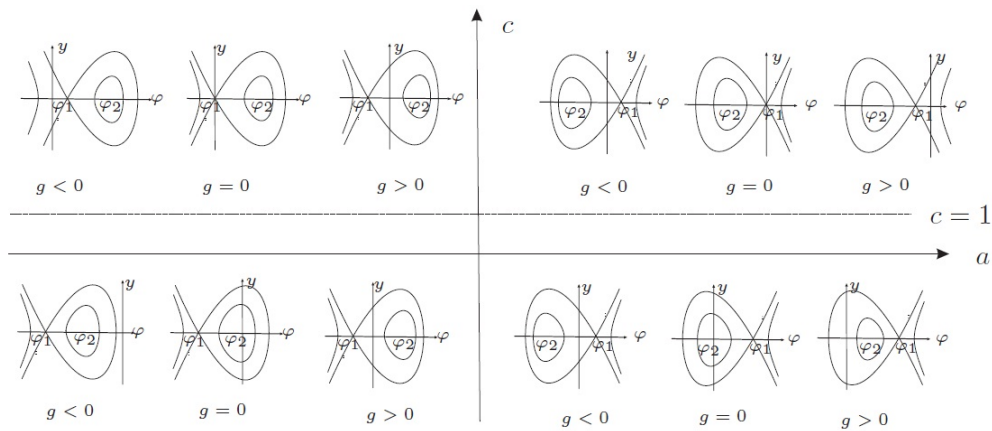 c
y y y y y y
φ1 φ2 φ φ1 φ2 φ φ1 φ2 φ φ2 φ1 φ φ2 φ1 φ φ2 φ1 φ
g < 0 g = 0 g > 0 g < 0 g = 0 g > 0
c = 1
a
y y y y y y
φ1 φ2 φ φ1 φ2 φ φ1 φ2 φ φ2 φ1 φ φ2 φ1 φ φ2 φ1 φ
g < 0 g = 0 g > 0 g < 0 g = 0 g > 0